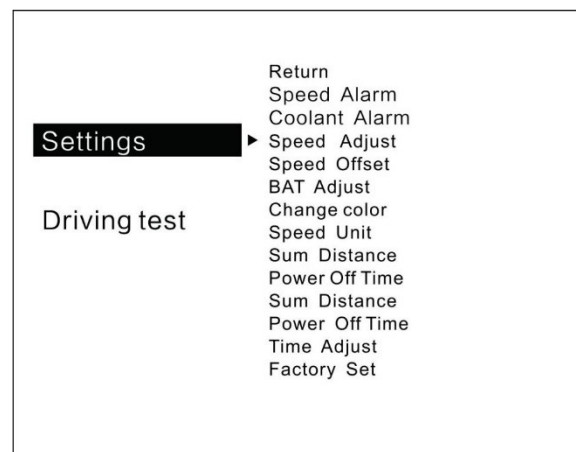 Settings
Driving test
Return
Speed Alarm
Coolant Alarm
Speed Adjust
Speed Offset
BAT Adjust
Change color
Speed Unit
Sum Distance
Power Off Time
Sum Distance
Power Off Time
Time Adjust
Factory Set